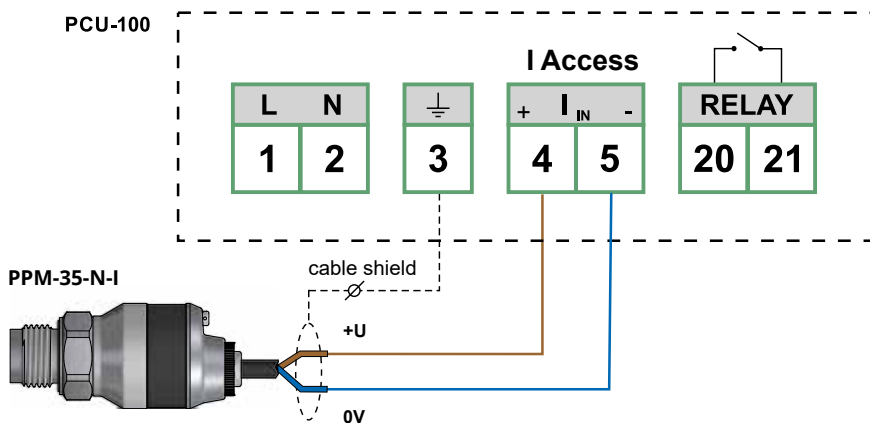 PCU-100
I Access
L N
+ I IN -
RELAY
1 2
3
4 5
20 21
cable shield
PPM-35-N-I
+U
0V